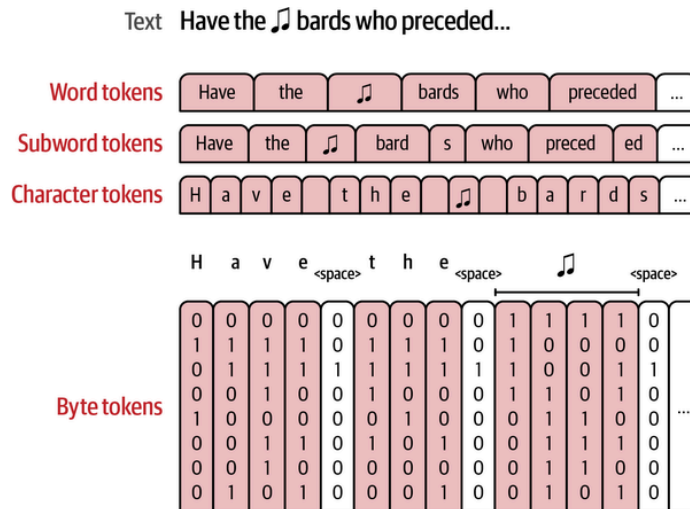 Text Have the ♫ bards who preceded...
Word tokens Have the ♫ bards who preceded ...
Subword tokens Have the ♫ bard s who preced ed ...
Character tokens H a v e t h e ♫ b a r d s ...
H a v e <space> t h e <space> ♫ <space>
0 0 0 0 0 0 0 0 0 1 1 1 1 0
1 1 1 1 0 1 1 1 0 1 0 0 0 0
0 1 1 1 1 1 1 1 1 1 0 0 1 1
0 0 1 0 0 1 0 0 0 1 1 0 1 0
Byte tokens 1 0 0 0 0 0 1 0 0 0 1 1 0 0 ...
0 0 1 1 0 1 0 1 0 0 1 1 1 0
0 0 1 0 0 0 0 0 0 0 1 1 0 0
0 1 0 1 0 0 0 1 0 0 1 0 1 0